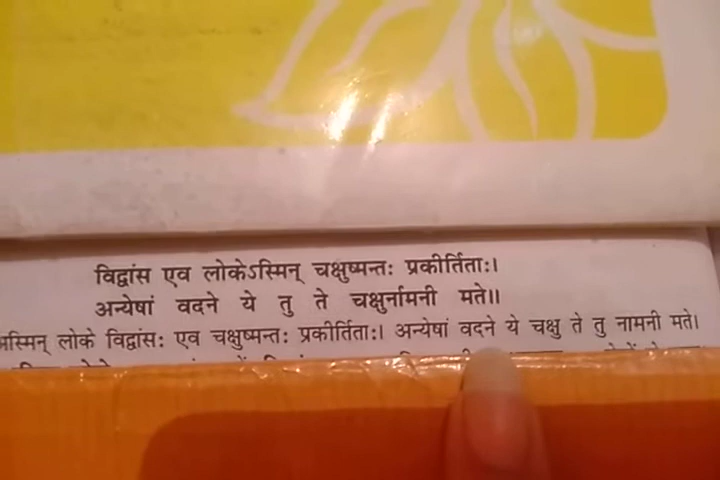 विद्वांस एव लोकेऽस्मिन् चक्षुष्मन्तः प्रकीर्तिताः।
अन्येषां वदने ये तु ते चक्षुर्नामनी मते॥
अस्मिन् लोके विद्वांसः एव चक्षुष्मन्तः प्रकीर्तिताः। अन्येषां वदने ये चक्षु ते तु नामनी मते।